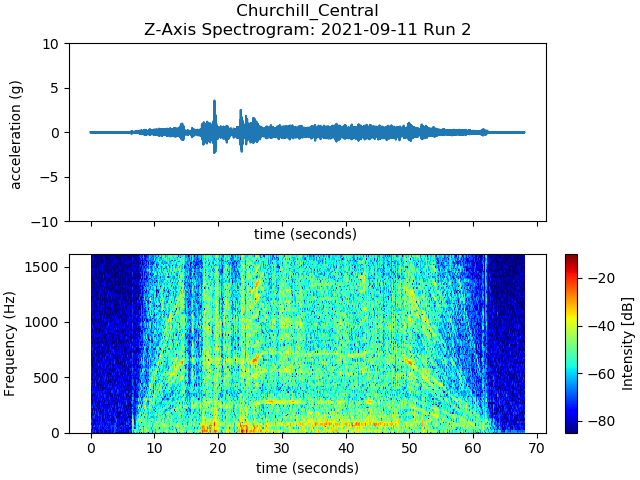 Churchill_Central
Z-Axis Spectrogram: 2021-09-11 Run 2
10
5
0
−5
−10
acceleration (g)
time (seconds)
1500
1000
500
0
Frequency (Hz)
0 10 20 30 40 50 60 70
time (seconds)
−20
−40
−60
−80
Intensity [dB]